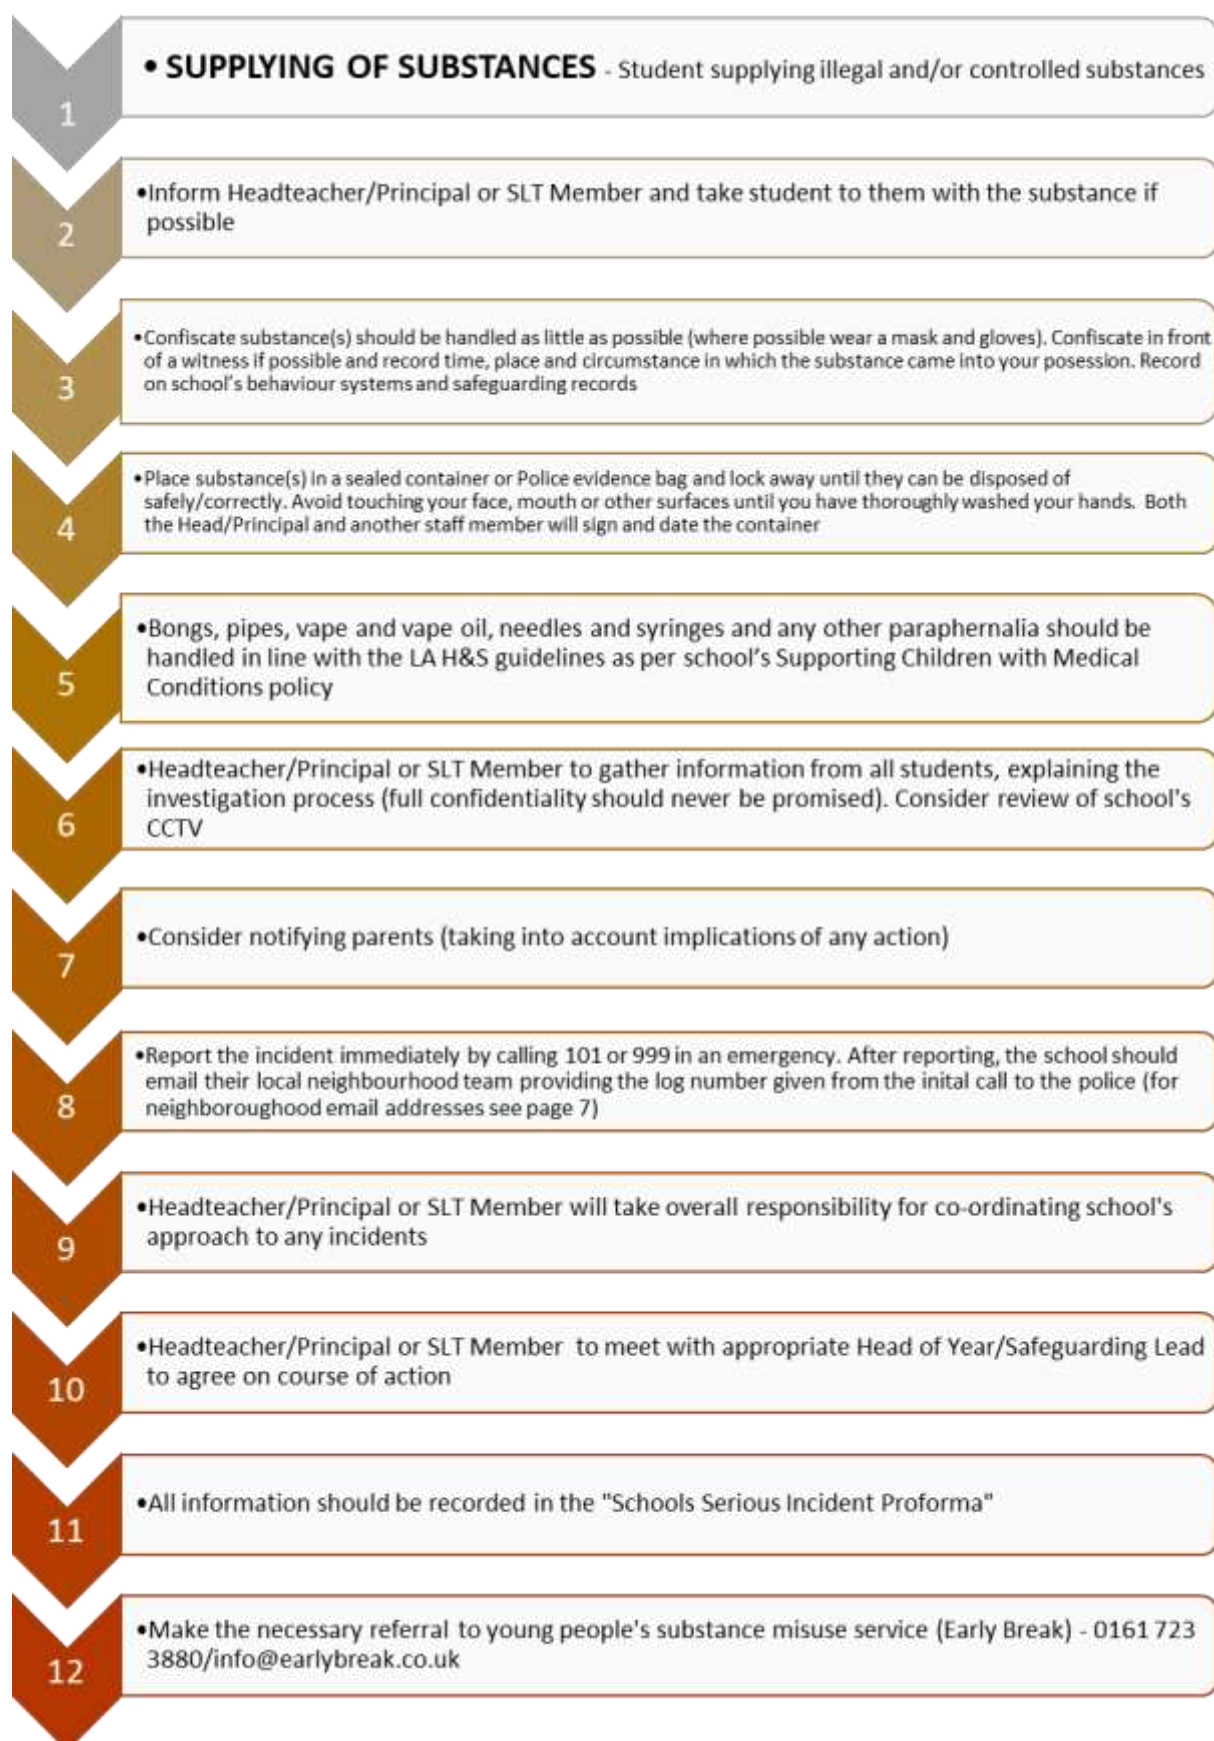 1
• SUPPLYING OF SUBSTANCES - Student supplying illegal and/or controlled substances
2
•Inform Headteacher/Principal or SLT Member and take student to them with the substance if
possible
3
•Confiscate substance(s) should be handled as little as possible (where possible wear a mask and gloves). Confiscate in front
of a witness if possible and record time, place and circumstance in which the substance came into your posession. Record
on school's behaviour systems and safeguarding records
4
•Place substance(s) in a sealed container or Police evidence bag and lock away until they can be disposed of
safely/correctly. Avoid touching your face, mouth or other surfaces until you have thoroughly washed your hands. Both
the Head/Principal and another staff member will sign and date the container
5
•Bongs, pipes, vape and vape oil, needles and syringes and any other paraphernalia should be
handled in line with the LA H&S guidelines as per school's Supporting Children with Medical
Conditions policy
6
•Headteacher/Principal or SLT Member to gather information from all students, explaining the
investigation process (full confidentiality should never be promised). Consider review of school's
CCTV
7
•Consider notifying parents (taking into account implications of any action)
8
•Report the incident immediately by calling 101 or 999 in an emergency. After reporting, the school should
email their local neighbourhood team providing the log number given from the inital call to the police (for
neighboroughood email addresses see page 7)
9
•Headteacher/Principal or SLT Member will take overall responsibility for co-ordinating school's
approach to any incidents
10
•Headteacher/Principal or SLT Member to meet with appropriate Head of Year/Safeguarding Lead
to agree on course of action
11
•All information should be recorded in the "Schools Serious Incident Proforma"
12
•Make the necessary referral to young people's substance misuse service (Early Break) - 0161 723
3880/info@earlybreak.co.uk